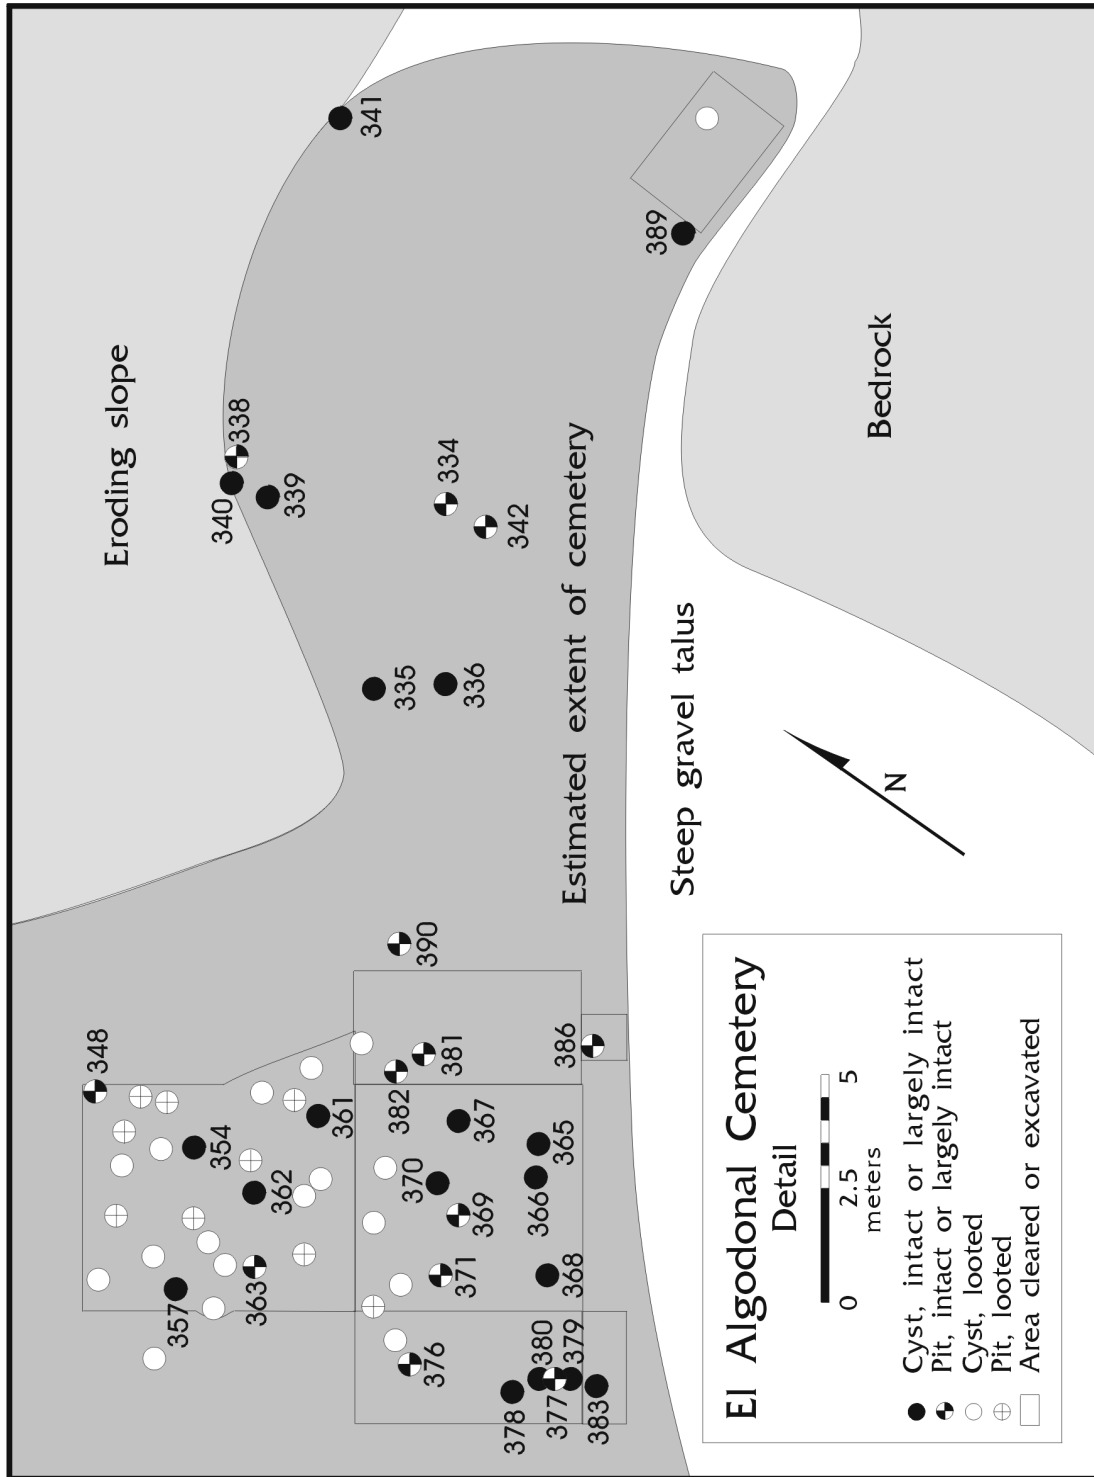 Eroding slope
341
389
338
340
339
334
342
335
336
Bedrock
Estimated extent of cemetery
Steep gravel talus
N
390
348
386
381
382
361
354
367
365
370
362
366
369
371
368
363
357
376
380
379
377
378
383
El Algodonal Cemetery
Detail
0 2.5 5
meters
Cyst, intact or largely intact
Pit, intact or largely intact
Cyst, looted
Pit, looted
Area cleared or excavated